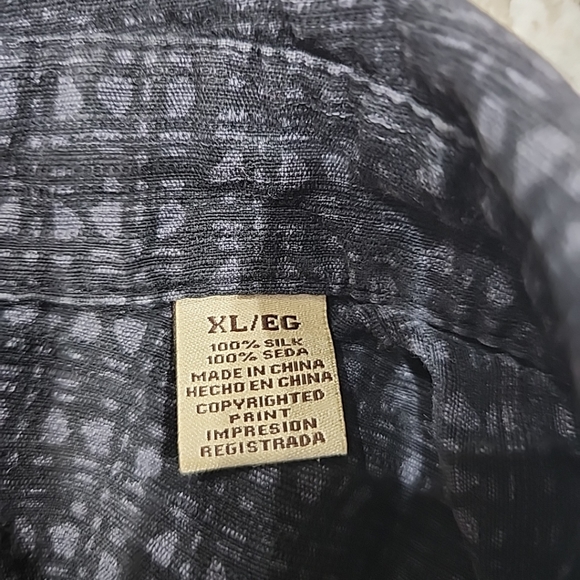 XL/EG
100% SILK
100% SEDA
MADE IN CHINA
HECHO EN CHINA
COPYRIGHTED
PRINT
IMPRESION
REGISTRADA